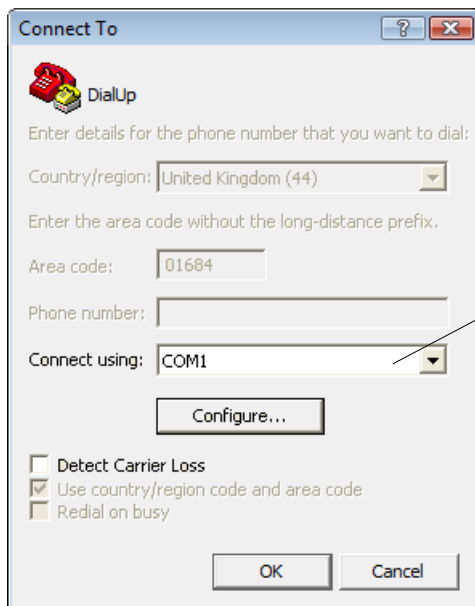 Connect To
DialUp
Enter details for the phone number that you want to dial:
Country/region: United Kingdom (44)
Enter the area code without the long-distance prefix.
Area code: 01684
Phone number:
Connect using: COM1
Configure...
Detect Carrier Loss
Use country/region code and area code
Redial on busy
OK Cancel